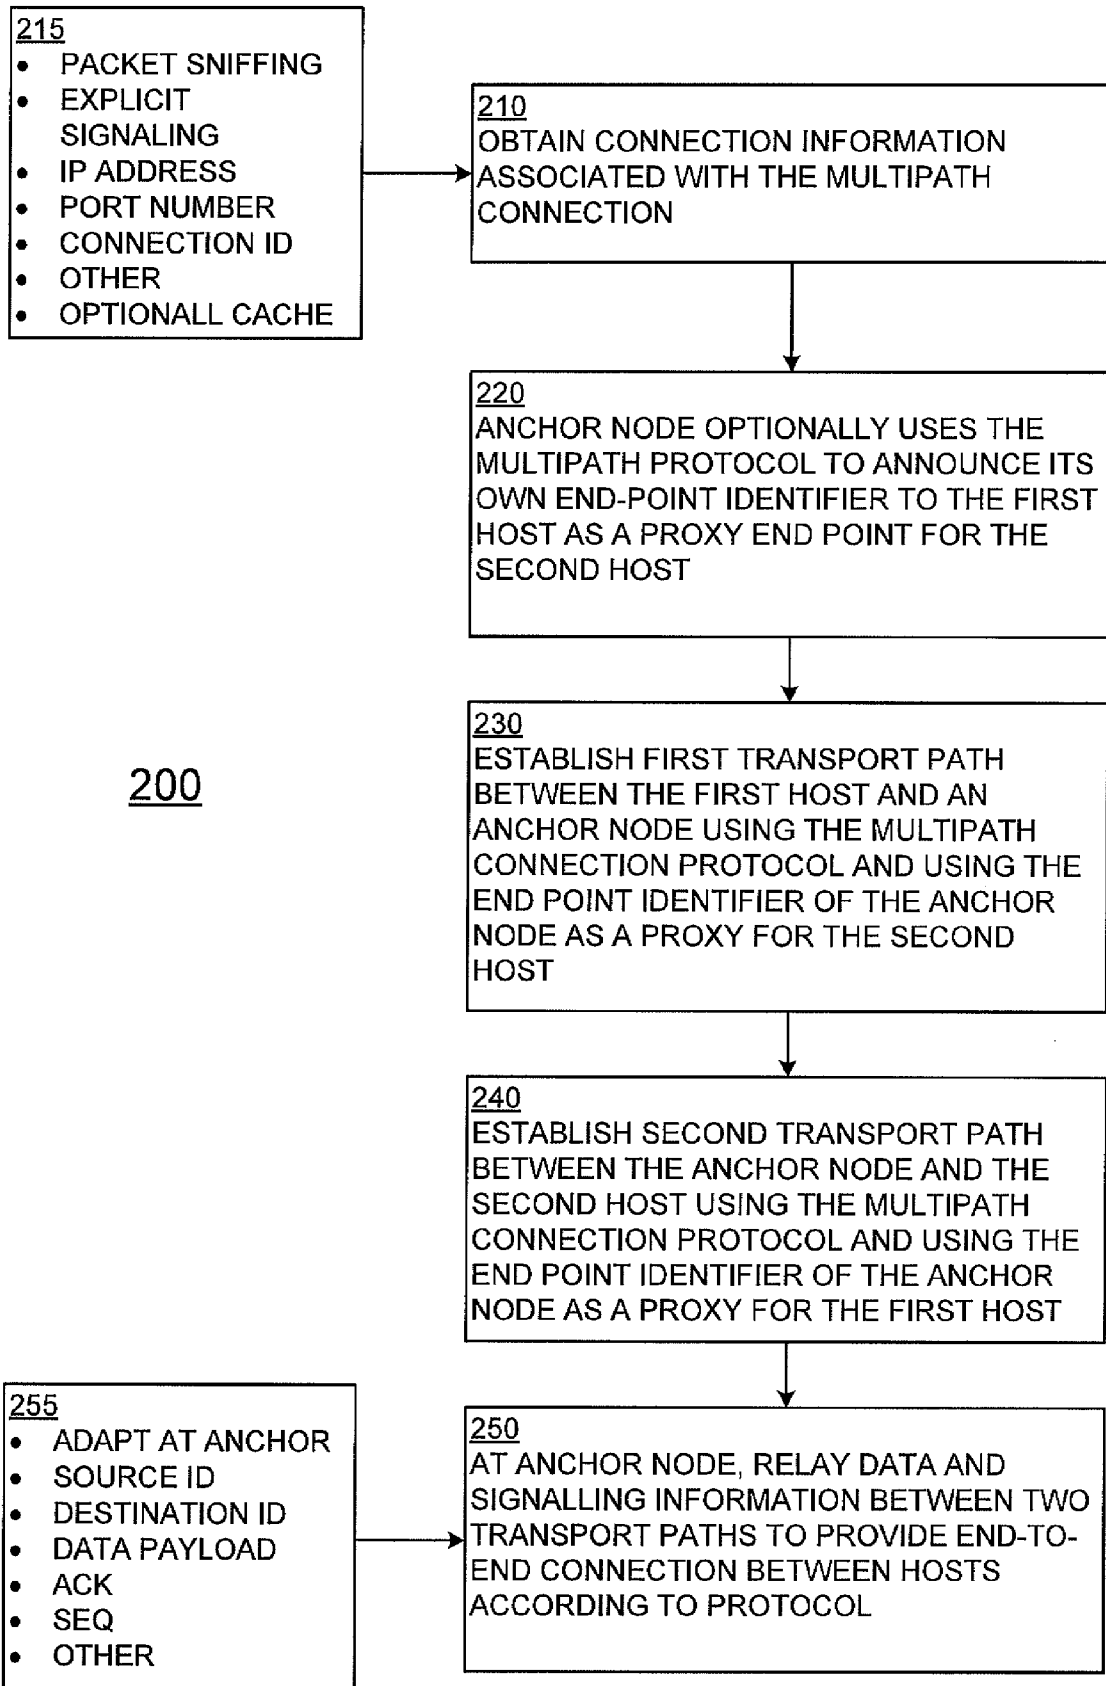 215
• PACKET SNIFFING
• EXPLICIT
SIGNALING
• IP ADDRESS
• PORT NUMBER
• CONNECTION ID
• OTHER
• OPTIONALL CACHE
210
OBTAIN CONNECTION INFORMATION
ASSOCIATED WITH THE MULTIPATH
CONNECTION
220
ANCHOR NODE OPTIONALLY USES THE
MULTIPATH PROTOCOL TO ANNOUNCE ITS
OWN END-POINT IDENTIFIER TO THE FIRST
HOST AS A PROXY END POINT FOR THE
SECOND HOST
230
ESTABLISH FIRST TRANSPORT PATH
BETWEEN THE FIRST HOST AND AN
ANCHOR NODE USING THE MULTIPATH
CONNECTION PROTOCOL AND USING THE
END POINT IDENTIFIER OF THE ANCHOR
NODE AS A PROXY FOR THE SECOND
HOST
200
240
ESTABLISH SECOND TRANSPORT PATH
BETWEEN THE ANCHOR NODE AND THE
SECOND HOST USING THE MULTIPATH
CONNECTION PROTOCOL AND USING THE
END POINT IDENTIFIER OF THE ANCHOR
NODE AS A PROXY FOR THE FIRST HOST
255
• ADAPT AT ANCHOR
• SOURCE ID
• DESTINATION ID
• DATA PAYLOAD
• ACK
• SEQ
• OTHER
250
AT ANCHOR NODE, RELAY DATA AND
SIGNALLING INFORMATION BETWEEN TWO
TRANSPORT PATHS TO PROVIDE END-TO-
END CONNECTION BETWEEN HOSTS
ACCORDING TO PROTOCOL